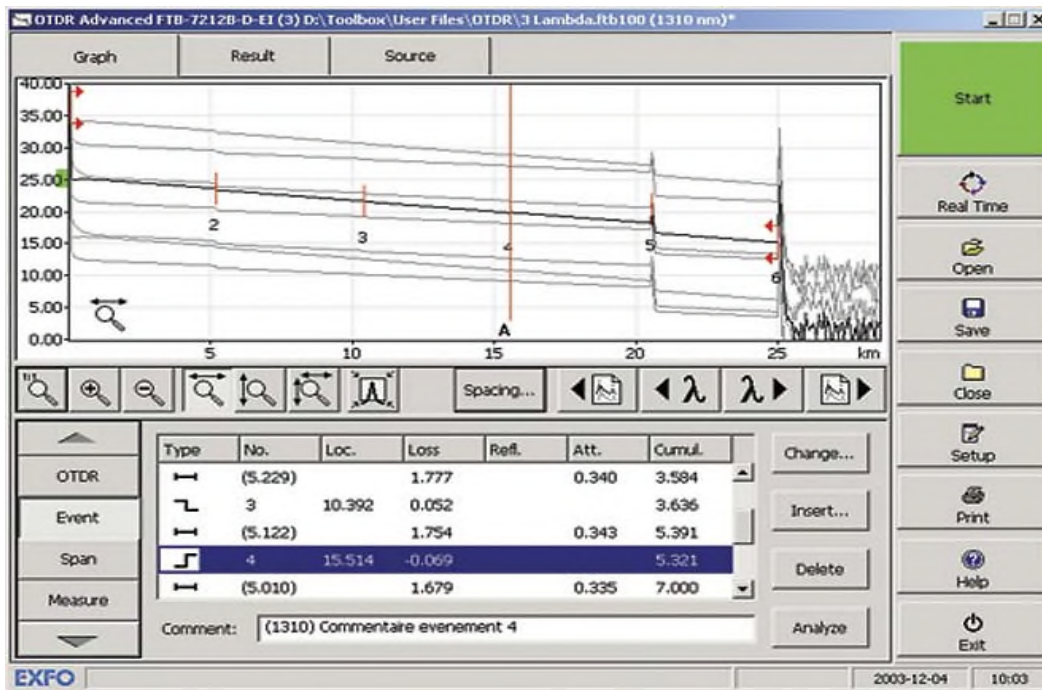 OTDR Advanced FTB-7212B-D-EI (3) D:\Toolbox\User Files\OTDR\3 Lambda.ftb100 (1310 nm)*
Graph Result Source
40.00
35.00
30.00
25.00
20.00
15.00
10.00
5.00
0.00
2 3 4 5 6
A
5 10 15 20 25 km
1:1 Spacing... λ λ
OTDR
Event
Span
Measure
Type No. Loc. Loss Refl. Att. Cumul.
(5.229) 1.777 0.340 3.584
3 10.392 0.052 3.636
(5.122) 1.754 0.343 5.391
4 15.514 -0.069 5.321
(5.010) 1.679 0.335 7.000
Comment: (1310) Commentaire evenement 4
Change...
Insert...
Delete
Analyze
Start
Real Time
Open
Save
Close
Setup
Print
Help
Exit
EXFO 2003-12-04 10:03